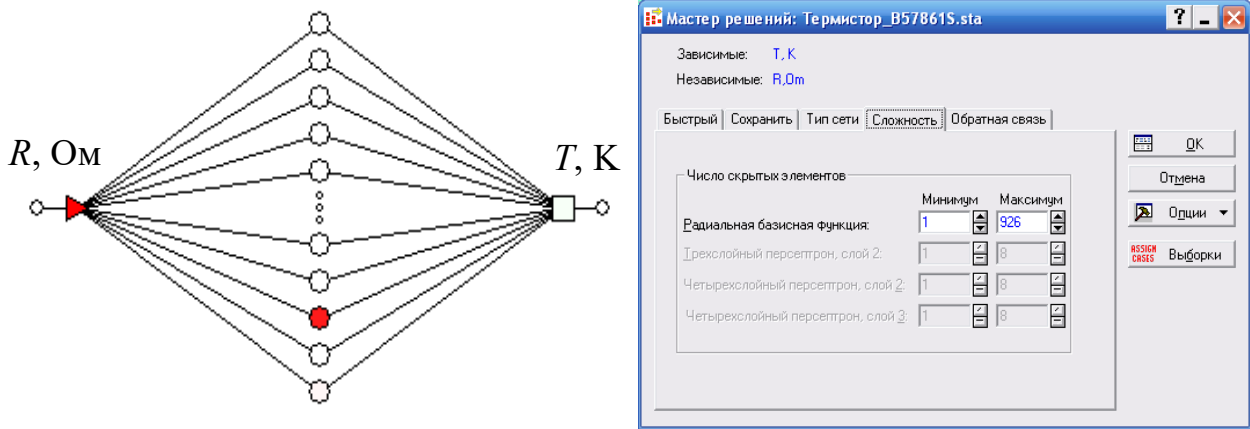 R, Ом
T, К
Мастер решений: Термистор_B57861S.sta
Зависимые: T, K
Независимые: R,Om
Быстрый Сохранить Тип сети Сложность Обратная связь
Число скрытых элементов
Минимум Максимум
Радиальная базисная функция: 1 926
Трехслойный персептрон, слой 2: 1 8
Четырехслойный персептрон, слой 2: 1 8
Четырехслойный персептрон, слой 3: 1 8
OK
Отмена
Опции
ASSIGN CASES Выборки